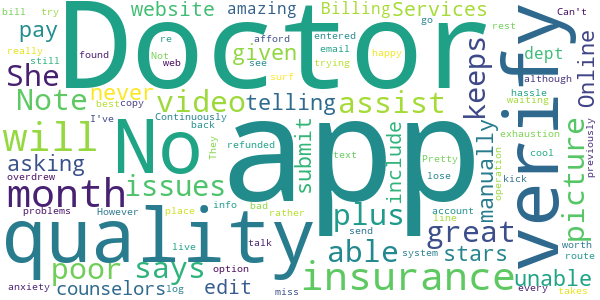 bill try website amazing Billing Services go Can't
pay really Doctor afford entered email rest
still re found Not web see trying happy surf dept Online
She given verify although
Note never video telling assist keeps hassle waiting
best copy
will I've No Continuously back app submit include manually exhaustion picture previously
They refunded text Pretty cool
asking month issues lose operation kick
overdrew plus great
problems However place info bad rather account line
quality live talk able send system stars worth route
poor says option insurance unable
anxiety counselors log edit miss every takes